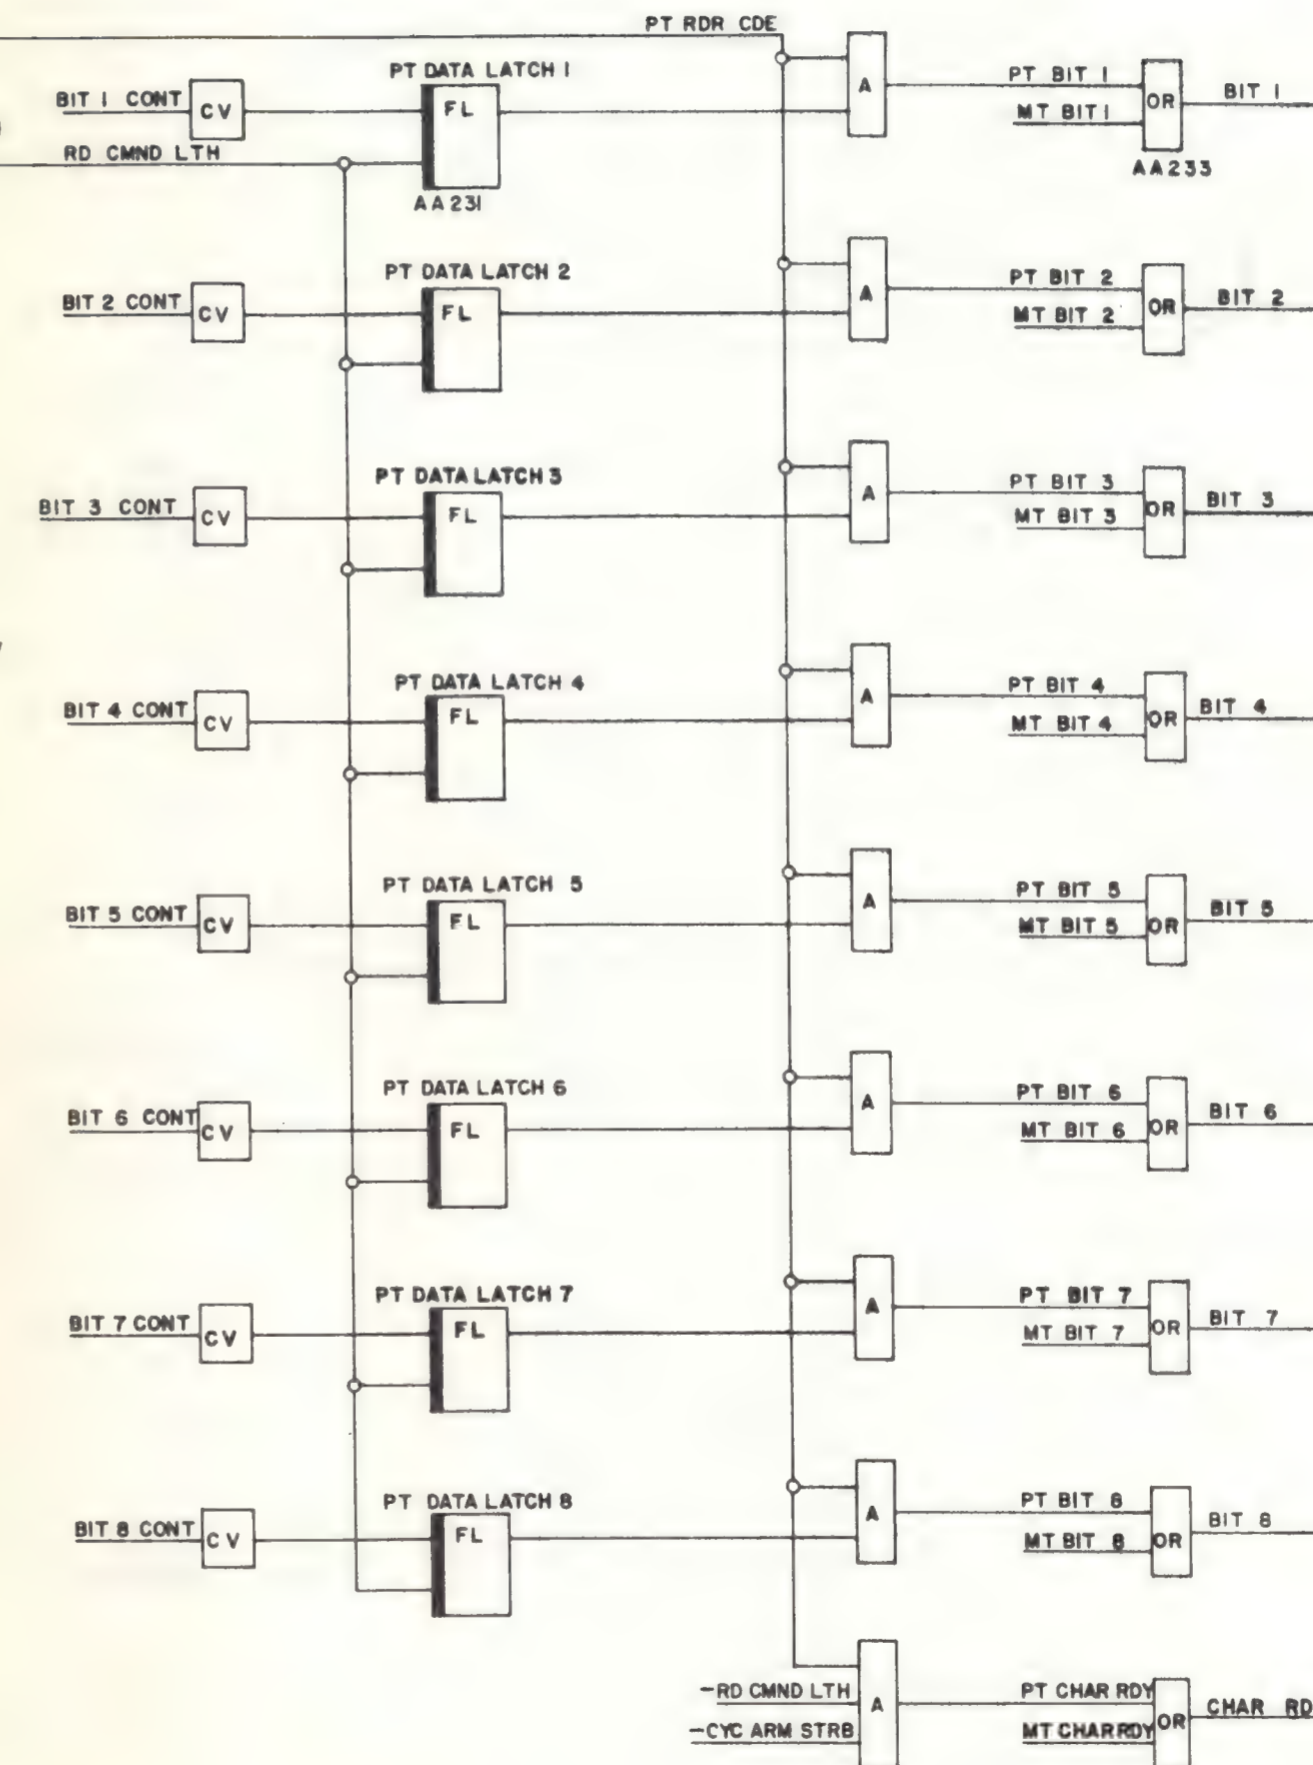 PT RDR CDE
PT DATA LATCH 1
BIT 1 CONT
CV
FL
A
PT BIT 1
MT BIT 1
OR
BIT 1
RD CMND LTH
AA231
AA233
PT DATA LATCH 2
BIT 2 CONT
CV
FL
A
PT BIT 2
MT BIT 2
OR
BIT 2
PT DATA LATCH 3
BIT 3 CONT
CV
FL
A
PT BIT 3
MT BIT 3
OR
BIT 3
PT DATA LATCH 4
BIT 4 CONT
CV
FL
A
PT BIT 4
MT BIT 4
OR
BIT 4
PT DATA LATCH 5
BIT 5 CONT
CV
FL
A
PT BIT 5
MT BIT 5
OR
BIT 5
PT DATA LATCH 6
BIT 6 CONT
CV
FL
A
PT BIT 6
MT BIT 6
OR
BIT 6
PT DATA LATCH 7
BIT 7 CONT
CV
FL
A
PT BIT 7
MT BIT 7
OR
BIT 7
PT DATA LATCH 8
BIT 8 CONT
CV
FL
A
PT BIT 8
MT BIT 8
OR
BIT 8
-RD CMND LTH
-CYC ARM STRB
A
PT CHAR RDY
MT CHAR RDY
OR
CHAR RD